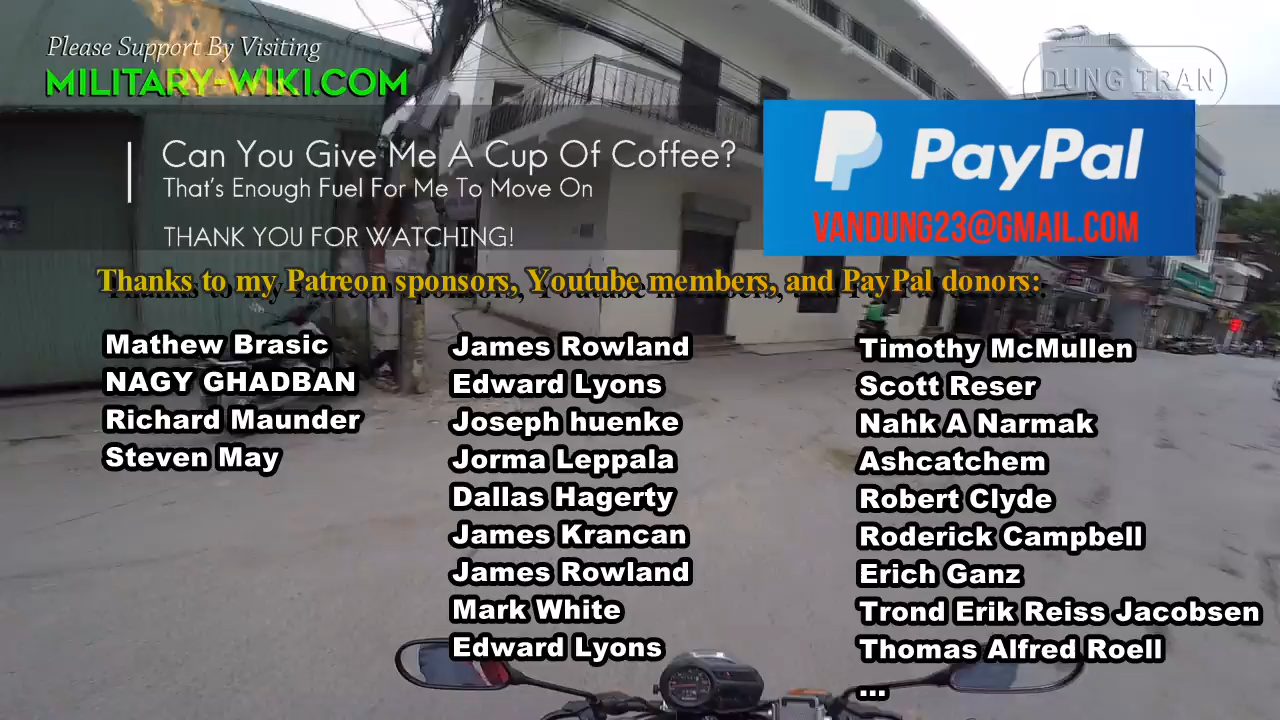 Please Support By Visiting
MILITARY-WIKI.COM
DUNG TRAN
Can You Give Me A Cup Of Coffee?
That's Enough Fuel For Me To Move On
THANK YOU FOR WATCHING!
PayPal
VANDUNG23@GMAIL.COM
Thanks to my Patreon sponsors, Youtube members, and PayPal donors:
Mathew Brasic
NAGY GHADBAN
Richard Maunder
Steven May
James Rowland
Edward Lyons
Joseph huenke
Jorma Leppala
Dallas Hagerty
James Krancan
James Rowland
Mark White
Edward Lyons
Timothy McMullen
Scott Reser
Nahk A Narmak
Ashcatchem
Robert Clyde
Roderick Campbell
Erich Ganz
Trond Erik Reiss Jacobsen
Thomas Alfred Roell
...